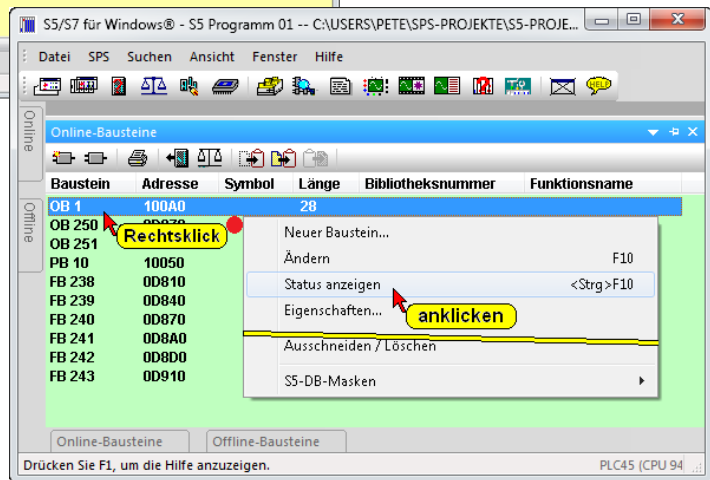 S5/S7 für Windows® - S5 Programm 01 -- C:\USERS\PETE\SPS-PROJEKTE\S5-PROJE...
Datei SPS Suchen Ansicht Fenster Hilfe
HELP
Online
Offline
Online-Bausteine
Baustein Adresse Symbol Länge Bibliotheksnummer Funktionsname
OB 1 100A0 28
OB 250 0D070
Rechtsklick
OB 251
PB 10 10050
FB 238 0D810
FB 239 0D840
FB 240 0D870
FB 241 0D8A0
FB 242 0D8D0
FB 243 0D910
Neuer Baustein...
Ändern F10
Status anzeigen <Strg>F10
Eigenschaften...
anklicken
Ausschneiden / Löschen
S5-DB-Masken
Online-Bausteine Offline-Bausteine
Drücken Sie F1, um die Hilfe anzuzeigen. PLC45 (CPU 94